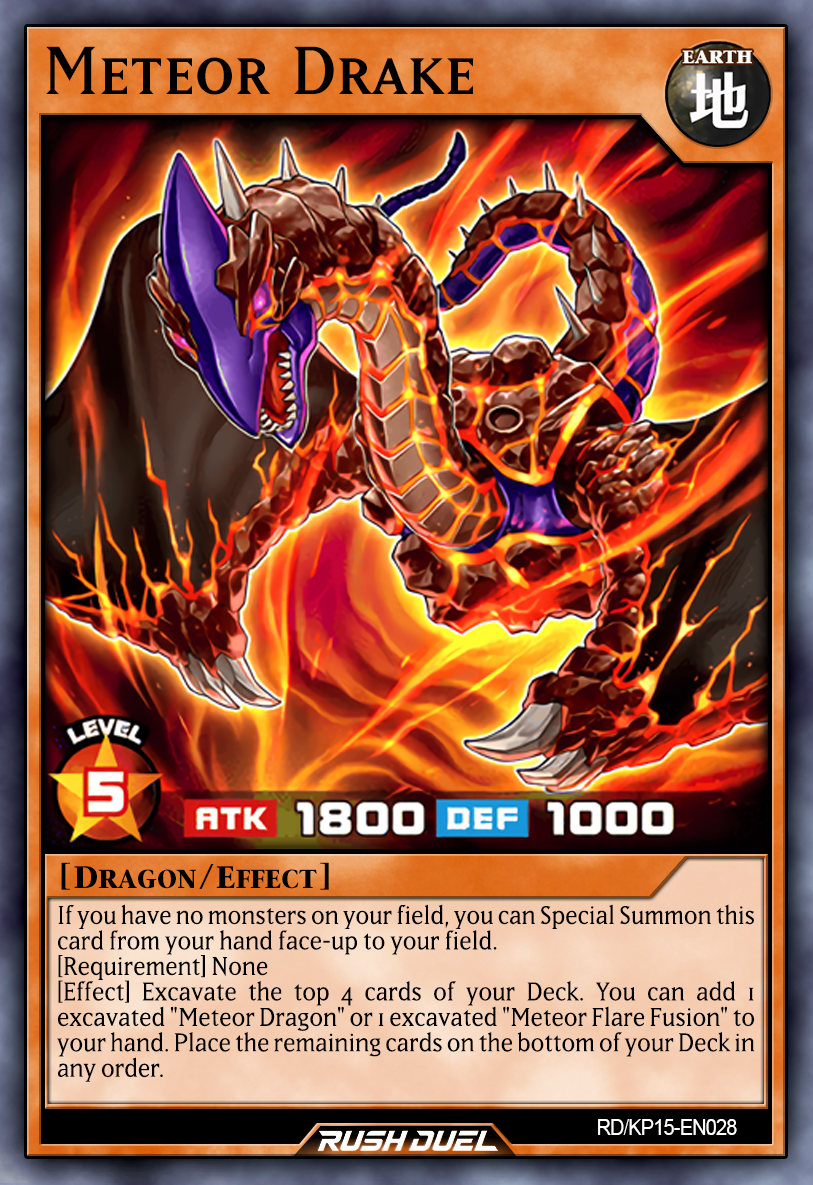 Meteor Drake
EARTH
地
LEVEL
5
ATK 1800 DEF 1000
[Dragon/Effect]
If you have no monsters on your field, you can Special Summon this
card from your hand face-up to your field.
[Requirement] None
[Effect] Excavate the top 4 cards of your Deck. You can add 1
excavated "Meteor Dragon" or 1 excavated "Meteor Flare Fusion" to
your hand. Place the remaining cards on the bottom of your Deck in
any order.
RD/KP15-EN028
RUSH DUEL